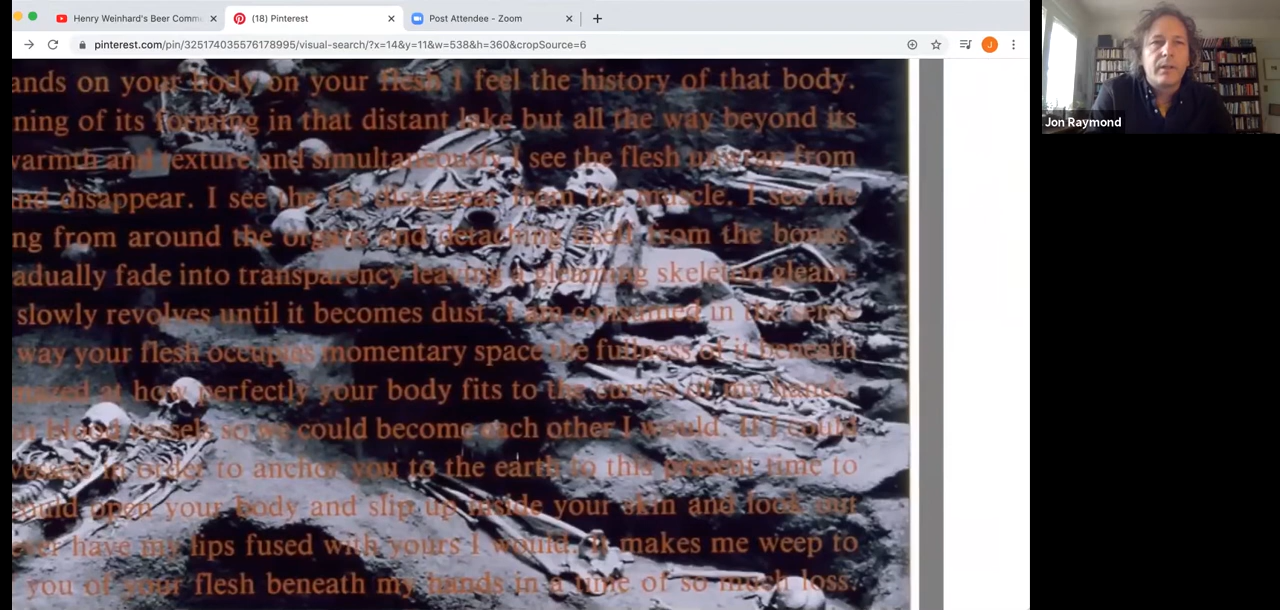 Henry Weinhard's Beer Comm
(18) Pinterest
Post Attendee - Zoom
pinterest.com/pin/325174035576178995/visual-search/?x=14&y=11&w=538&h=360&cropSource=6
J
Jon Raymond
ands on your body on your flesh I feel the history of that body.
ning of its forming in that distant lake but all the way beyond its
warmth and texture and simultaneously I see the flesh unwrap from
nd disappear. I see the fat disappear from the muscle. I see the
ng from around the organs and detaching itself from the bones.
adually fade into transparency leaving a gleaming skeleton gleam-
slowly revolves until it becomes dust. I am consumed in the sense
way your flesh occupies momentary space the fullness of it beneath
mazed at how perfectly your body fits to the curves of my hands.
blood vessels so we could become each other I would. If I could
vessels in order to anchor you to the earth to this present time to
ould open your body and slip up inside your skin and look out
ver have my lips fused with yours I would. It makes me weep to
you of your flesh beneath my hands in a time of so much loss.